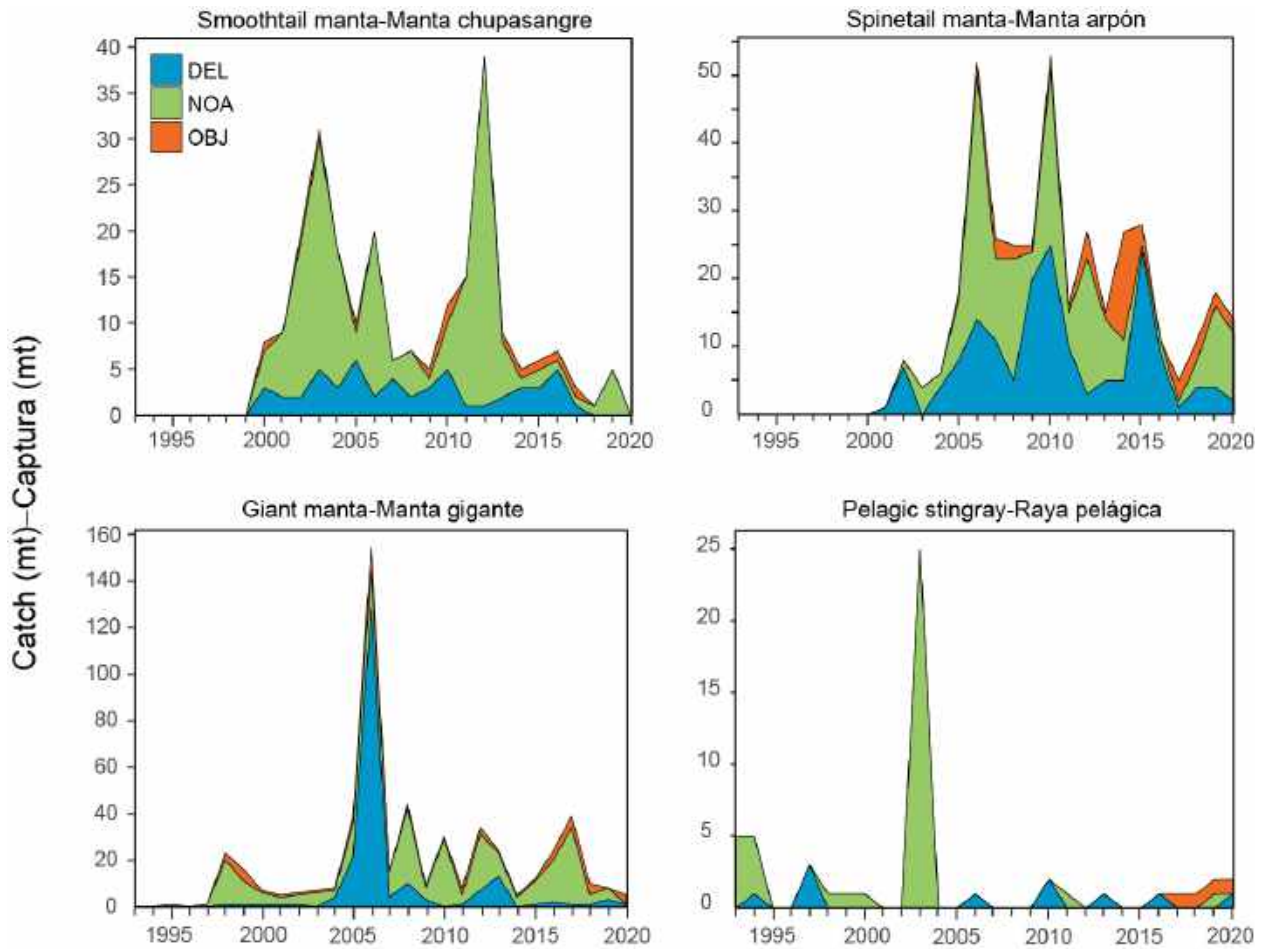 Smoothtail manta-Manta chupasangre
40
35
30
25
20
15
10
5
0
DEL
NOA
OBJ
1995 2000 2005 2010 2015 2020
Spinetail manta-Manta arpón
50
40
30
20
10
0
1995 2000 2005 2010 2015 2020
Catch (mt)–Captura (mt)
Giant manta-Manta gigante
160
140
120
100
80
60
40
20
0
1995 2000 2005 2010 2015 2020
Pelagic stingray-Raya pelágica
25
20
15
10
5
0
1995 2000 2005 2010 2015 2020